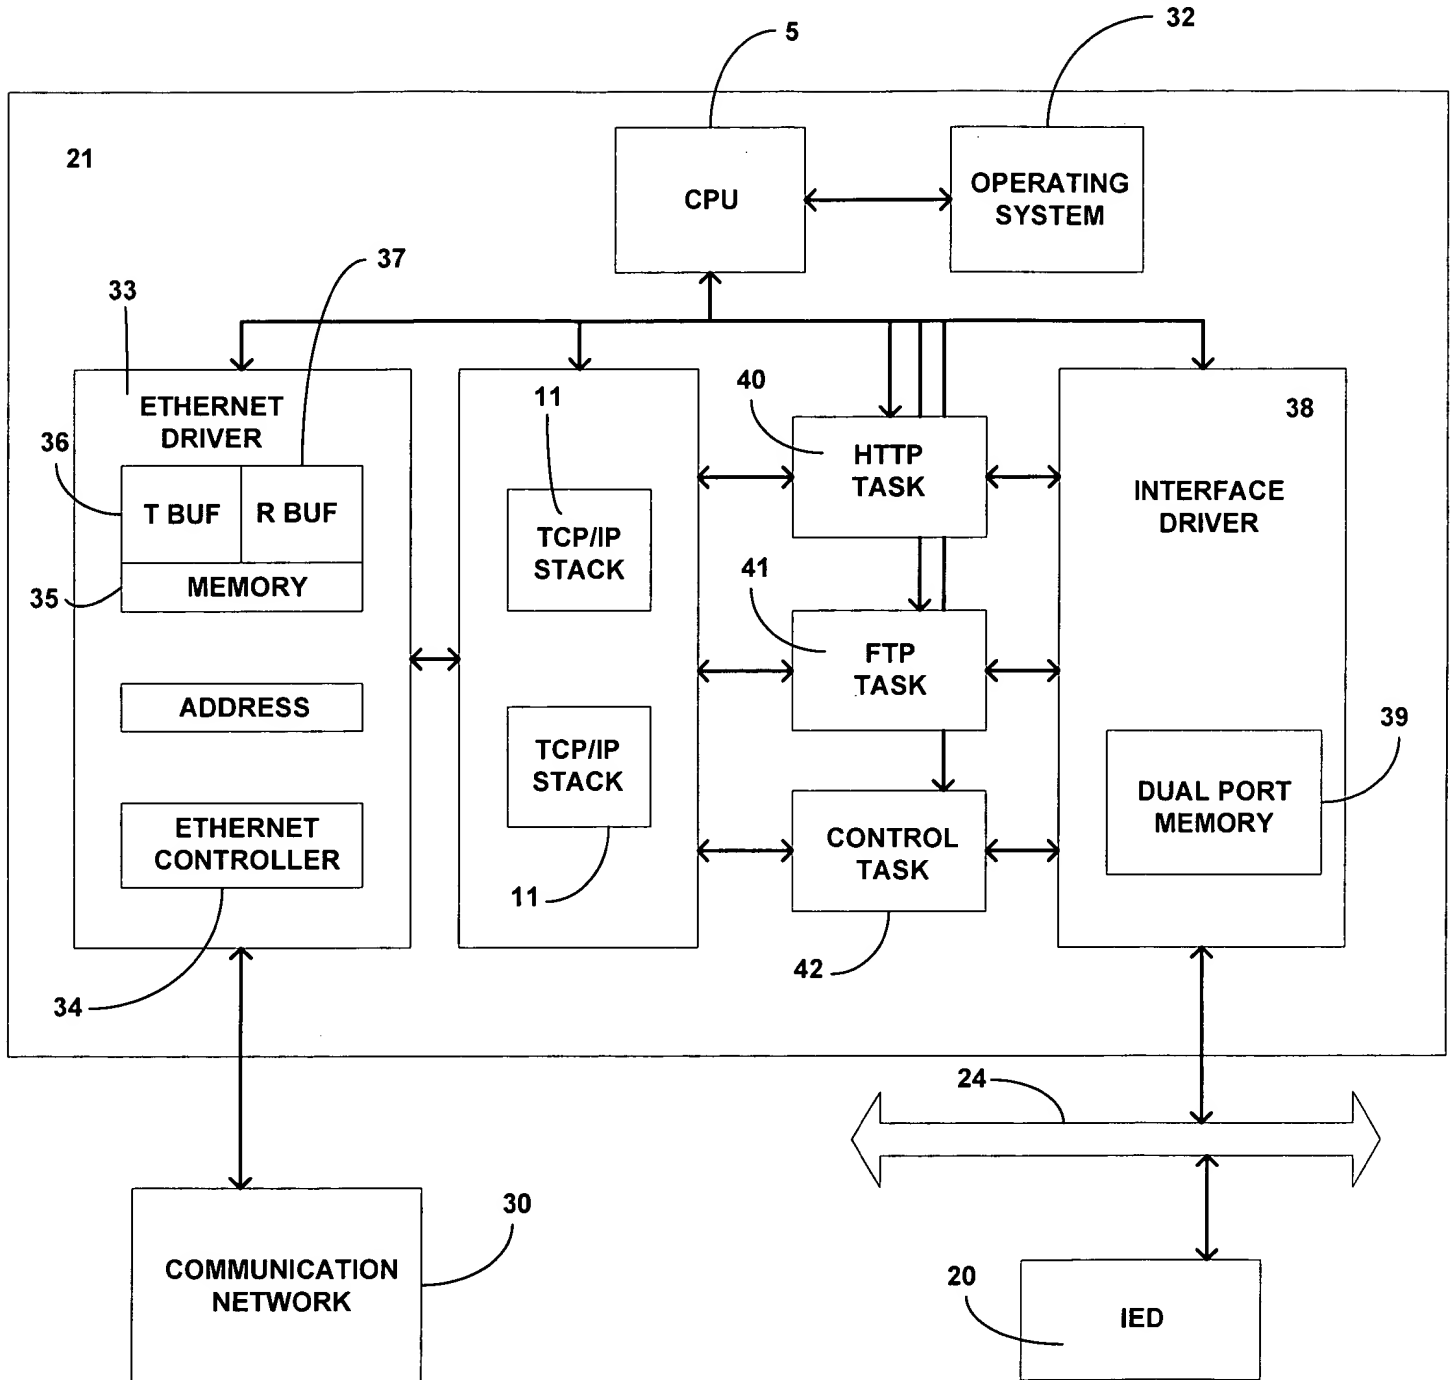 32
5
21
CPU
OPERATING
SYSTEM
37
33
ETHERNET
DRIVER
36
T BUF
R BUF
MEMORY
35
ADDRESS
ETHERNET
CONTROLLER
34
11
TCP/IP
STACK
TCP/IP
STACK
11
40
HTTP
TASK
41
FTP
TASK
CONTROL
TASK
42
38
INTERFACE
DRIVER
39
DUAL PORT
MEMORY
24
30
COMMUNICATION
NETWORK
20
IED